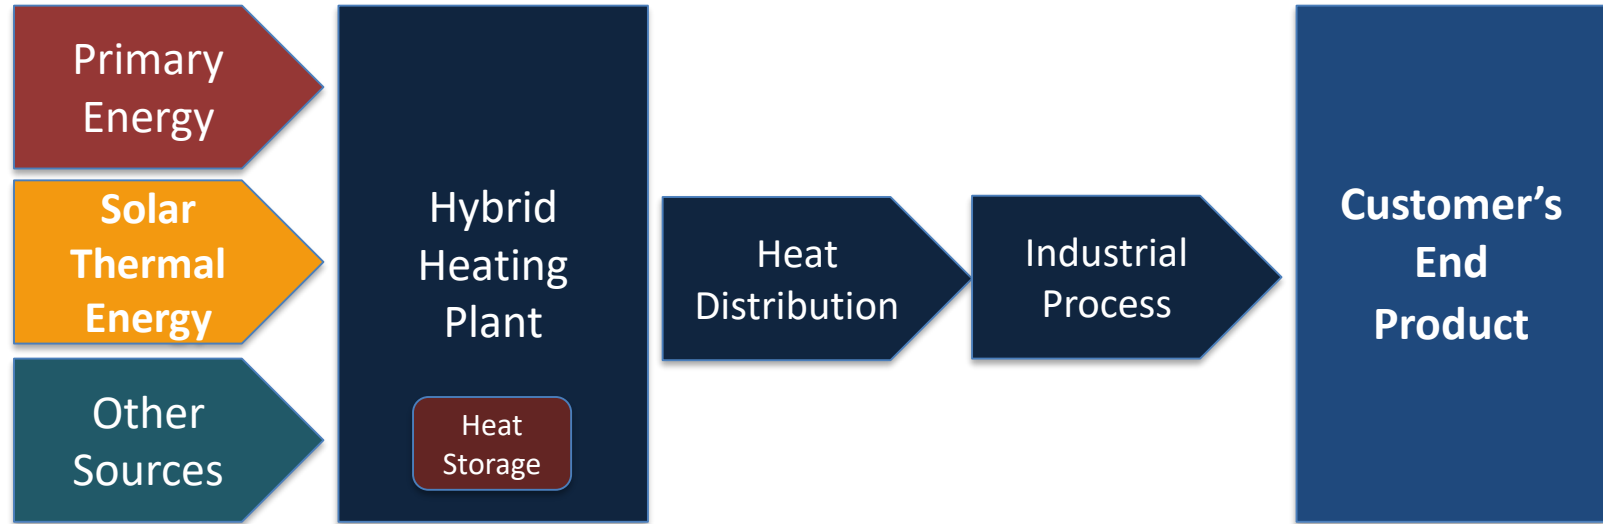 Primary
Energy
Solar
Thermal
Energy
Other
Sources
Hybrid
Heating
Plant
Heat
Storage
Heat
Distribution
Industrial
Process
Customer’s
End
Product